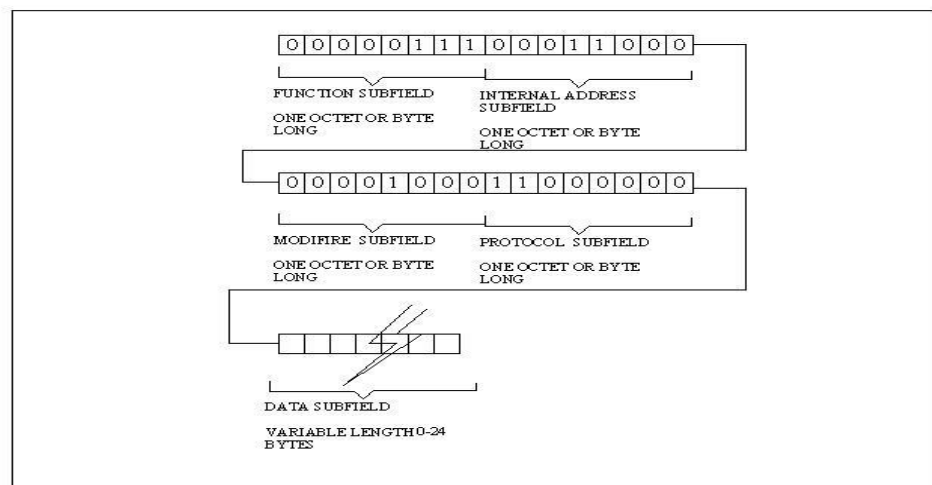 0 0 0 0 0 1 1 1 0 0 0 1 1 0 0 0
FUNCTION SUBFIELD
ONE OCTET OR BYTE
LONG
INTERNAL ADDRESS
SUBFIELD
ONE OCTET OR BYTE
LONG
0 0 0 0 1 0 0 0 1 1 0 0 0 0 0 0
MODIFIRE SUBFIELD
ONE OCTET OR BYTE
LONG
PROTOCOL SUBFIELD
ONE OCTET OR BYTE
LONG
DATA SUBFIELD
VARIABLE LENGTH 0-24
BYTES